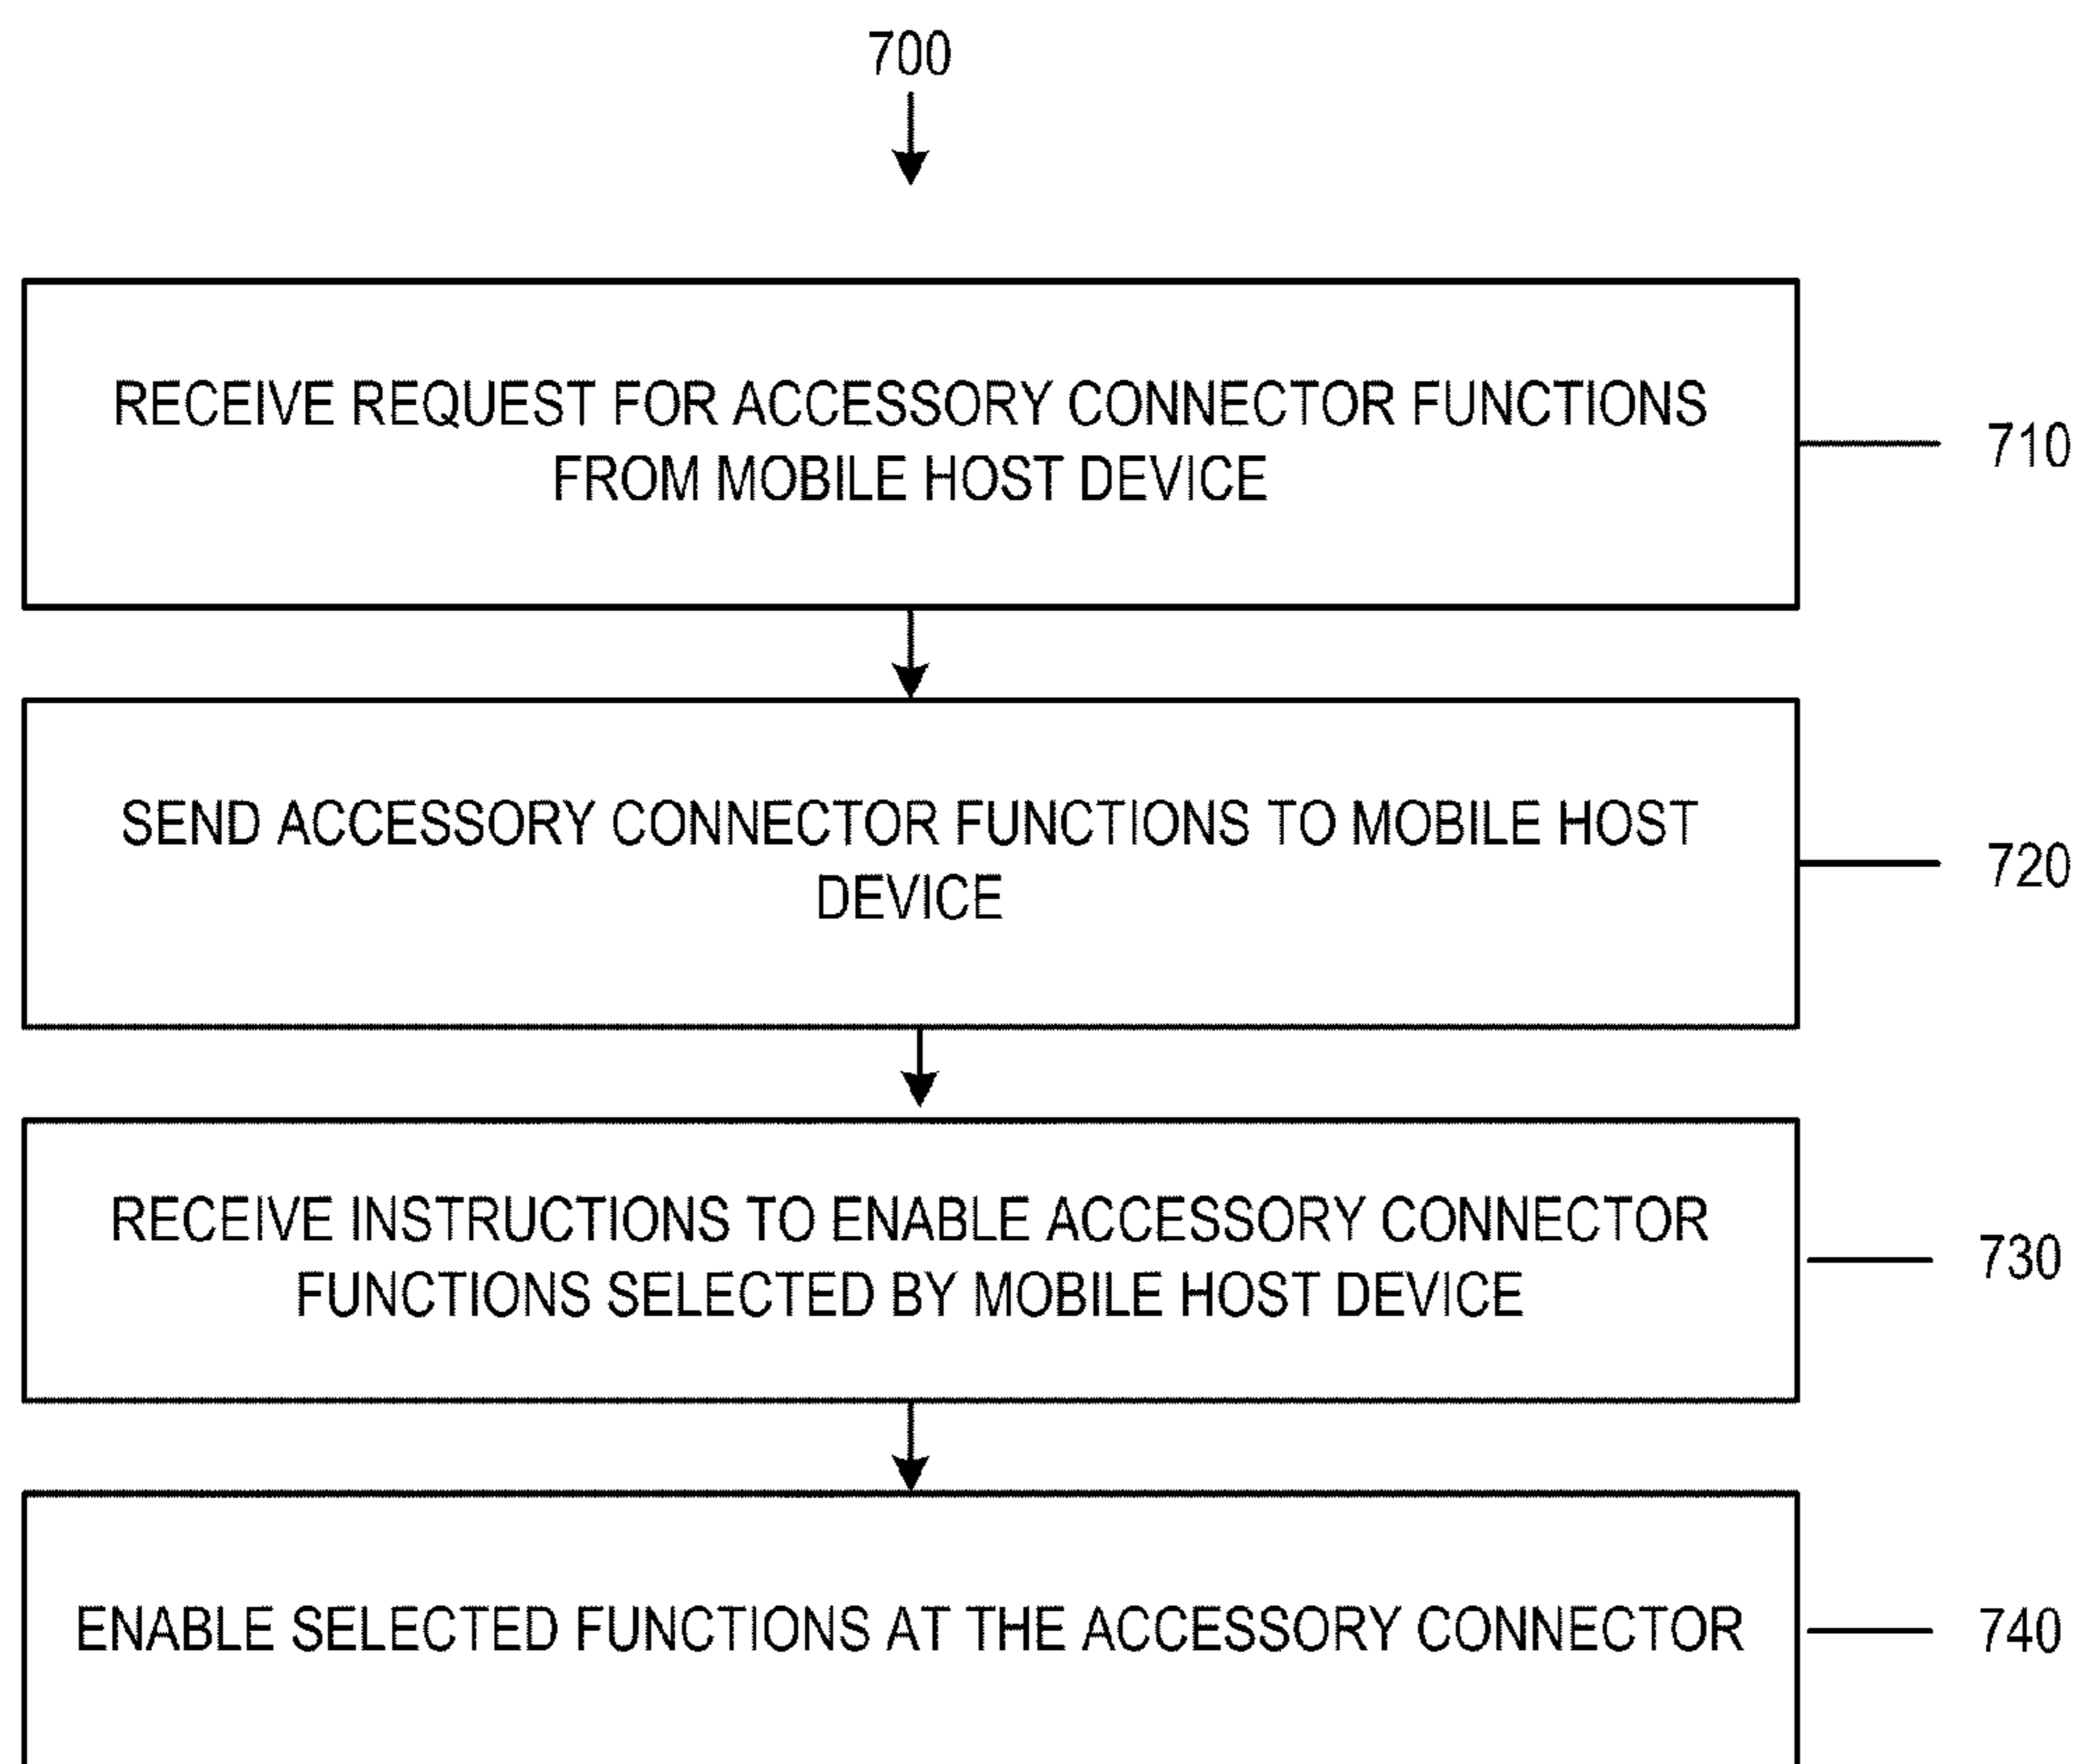 700
RECEIVE REQUEST FOR ACCESSORY CONNECTOR FUNCTIONS
FROM MOBILE HOST DEVICE
710
SEND ACCESSORY CONNECTOR FUNCTIONS TO MOBILE HOST
DEVICE
720
RECEIVE INSTRUCTIONS TO ENABLE ACCESSORY CONNECTOR
FUNCTIONS SELECTED BY MOBILE HOST DEVICE
730
ENABLE SELECTED FUNCTIONS AT THE ACCESSORY CONNECTOR
740